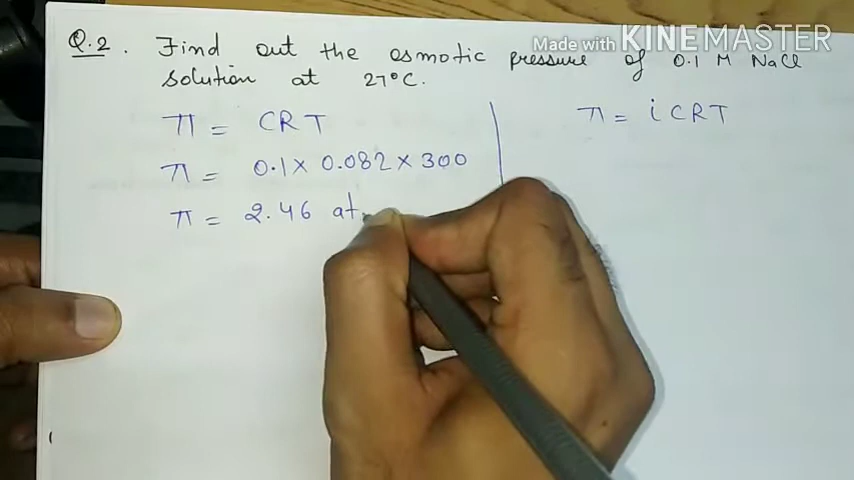 Made with KINEMASTER
Q.2. Find out the osmotic pressure of 0.1 M NaCl
solution at 27°C.
π = CRT
π = 0.1 × 0.082 × 300
π = 2.46 at
π = iCRT